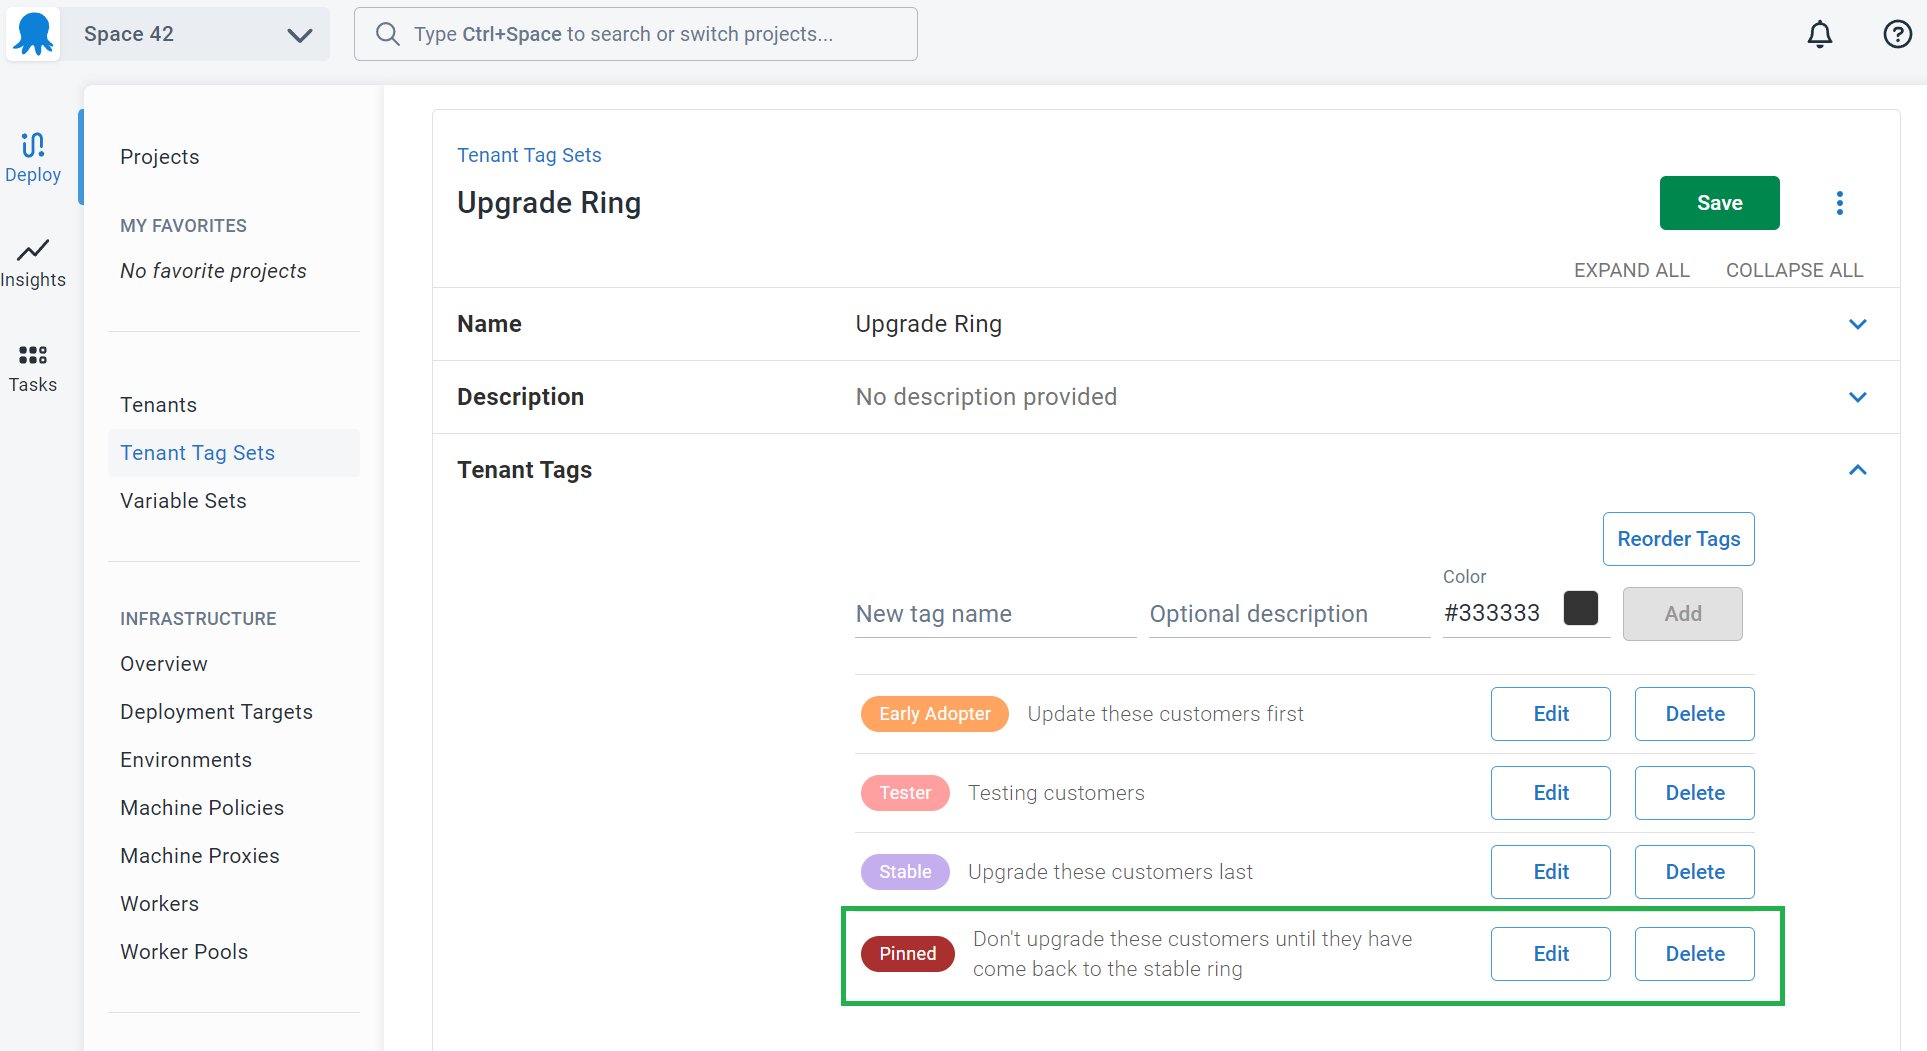 Space 42
Type Ctrl+Space to search or switch projects...
Deploy
Insights
Tasks
Projects
MY FAVORITES
No favorite projects
Tenants
Tenant Tag Sets
Variable Sets
INFRASTRUCTURE
Overview
Deployment Targets
Environments
Machine Policies
Machine Proxies
Workers
Worker Pools
Tenant Tag Sets
Upgrade Ring
Save
EXPAND ALL COLLAPSE ALL
Name Upgrade Ring
Description No description provided
Tenant Tags
Reorder Tags
Color
New tag name Optional description #333333 Add
Early Adopter Update these customers first Edit Delete
Tester Testing customers Edit Delete
Stable Upgrade these customers last Edit Delete
Pinned Don't upgrade these customers until they have
come back to the stable ring Edit Delete